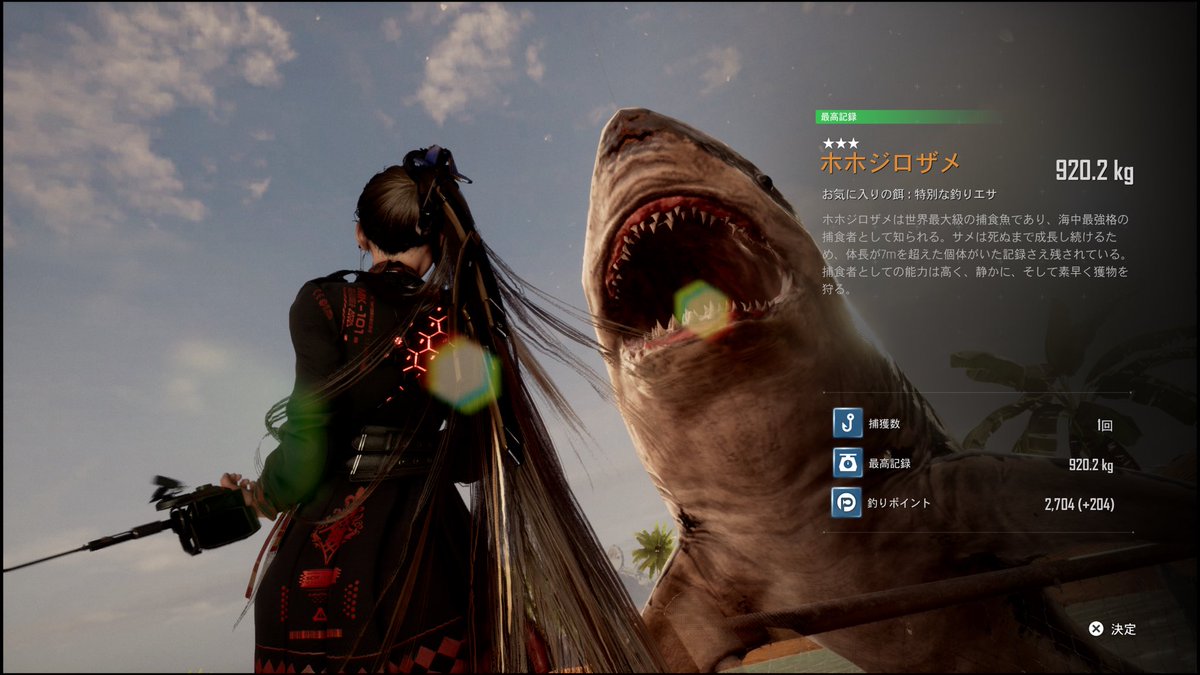 最高記録
★★★
ホホジロザメ
920.2 kg
お気に入りの餌 : 特別な釣りエサ
ホホジロザメは世界最大級の捕食魚であり、海中最強格の
捕食者として知られる。サメは死ぬまで成長し続けるた
め、体長が7mを超えた個体がいた記録さえ残されている。
捕食者としての能力は高く、静かに、そして素早く獲物を
狩る。
捕獲数 1回
最高記録 920.2 kg
釣りポイント 2,704 (+204)
決定